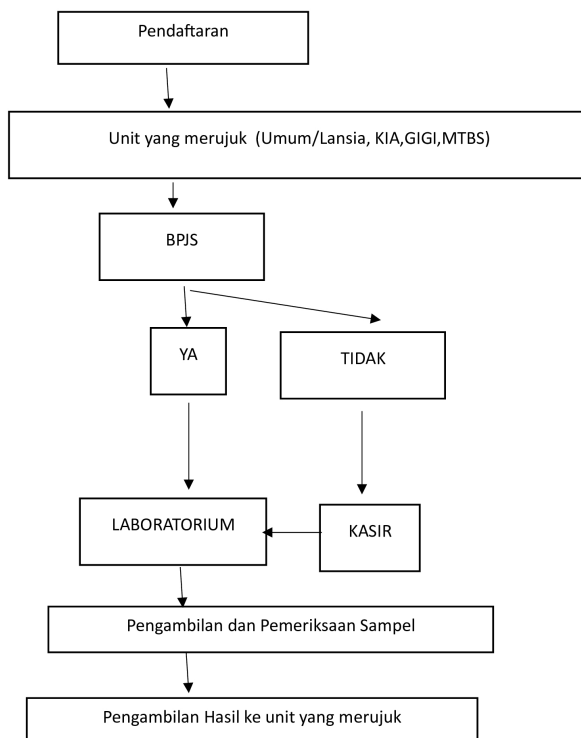 Pendaftaran
Unit yang merujuk (Umum/Lansia, KIA,GIGI,MTBS)
BPJS
YA
TIDAK
LABORATORIUM
KASIR
Pengambilan dan Pemeriksaan Sampel
Pengambilan Hasil ke unit yang merujuk